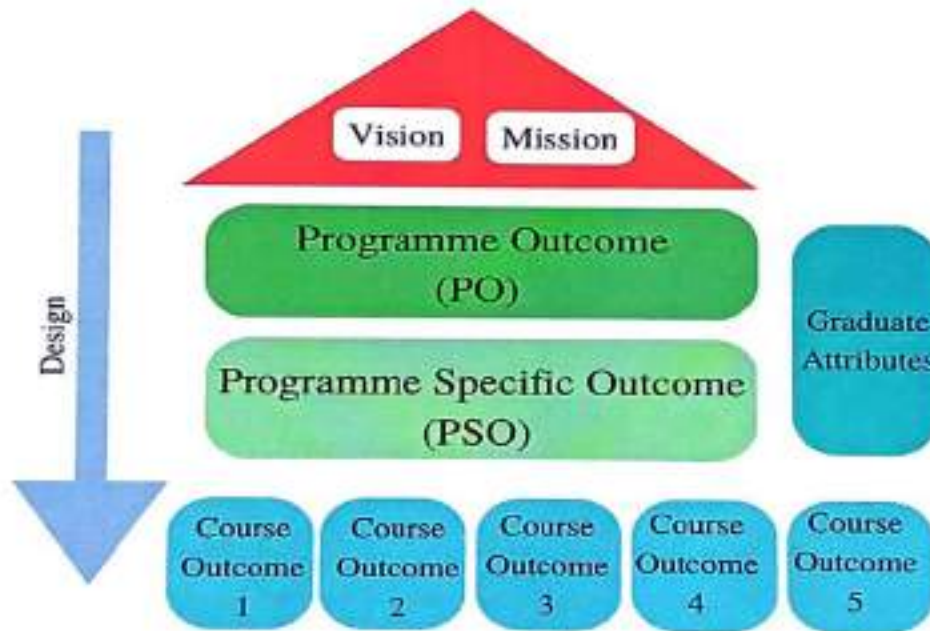 Vision
Mission
Programme Outcome
(PO)
Design
Graduate
Attributes
Programme Specific Outcome
(PSO)
Course
Outcome
1
Course
Outcome
2
Course
Outcome
3
Course
Outcome
4
Course
Outcome
5